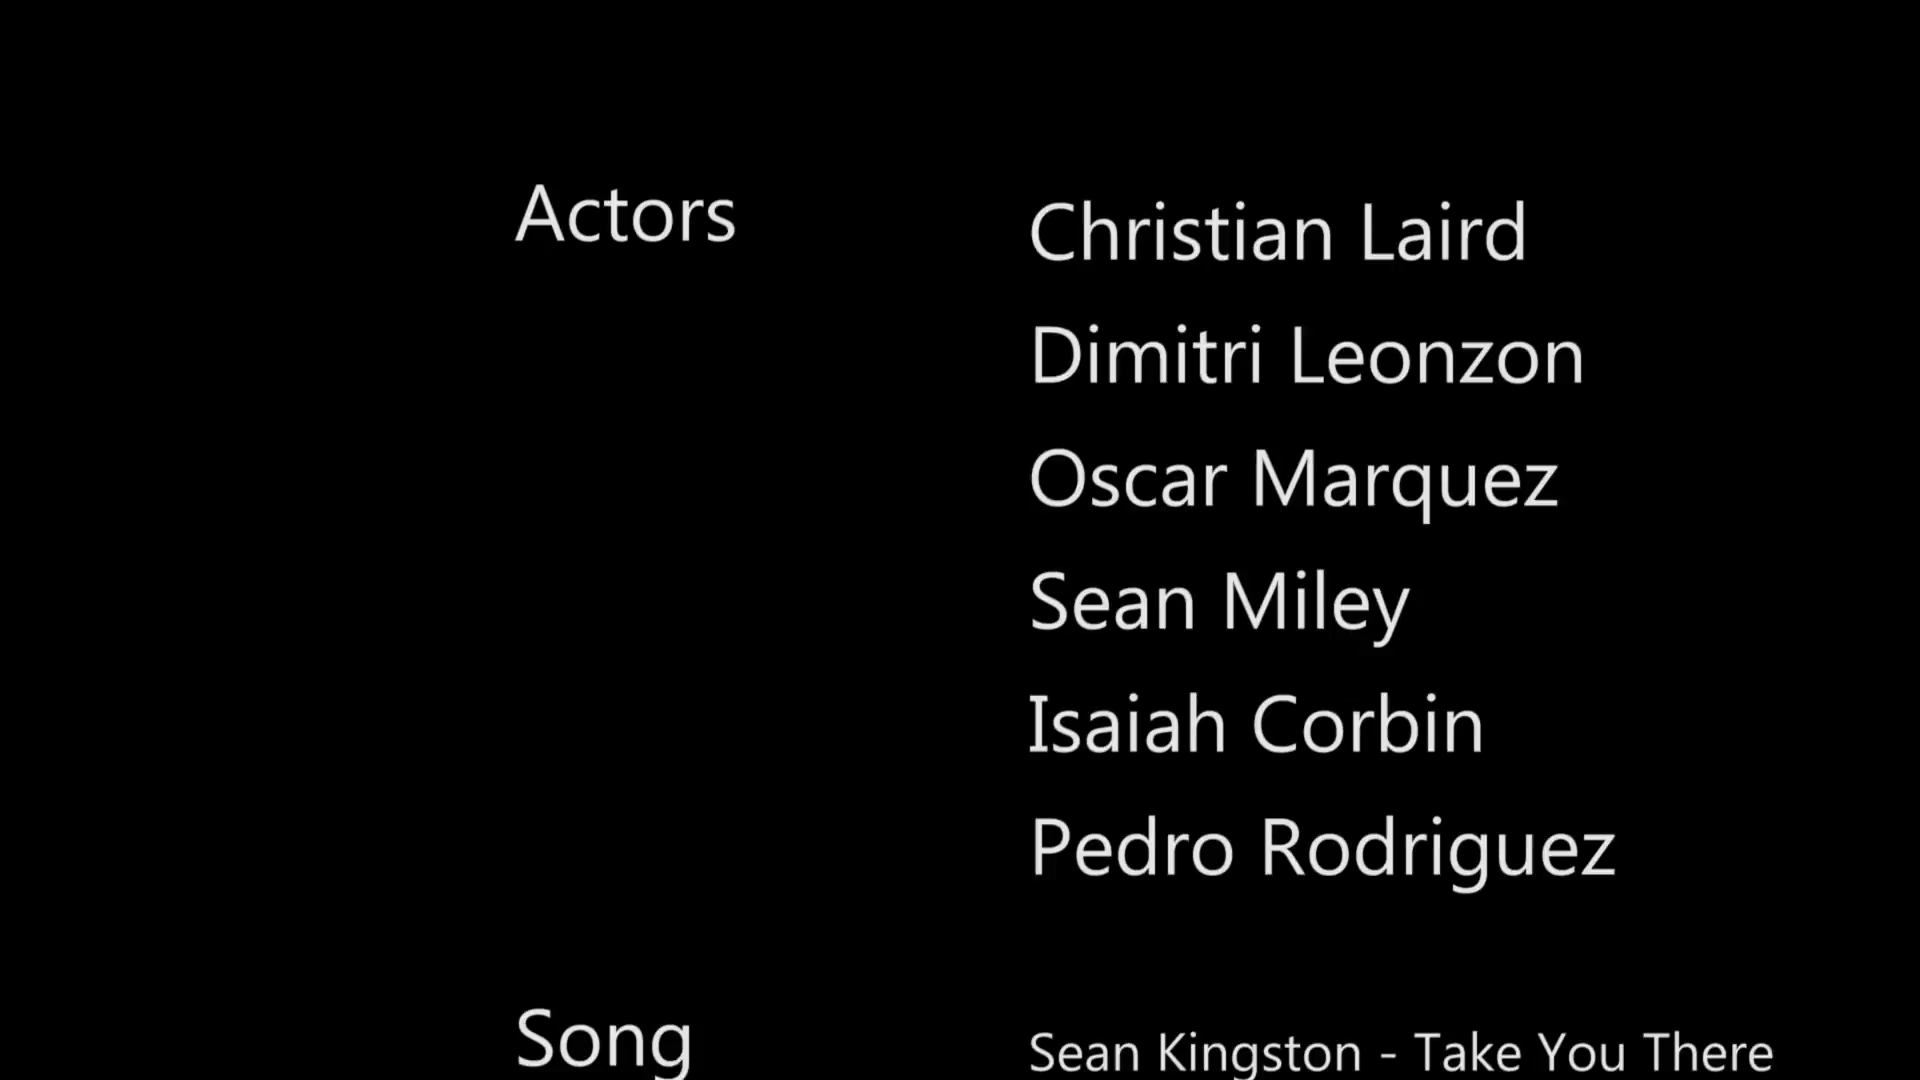 Actors
Christian Laird
Dimitri Leonzon
Oscar Marquez
Sean Miley
Isaiah Corbin
Pedro Rodriguez
Song
Sean Kingston - Take You There